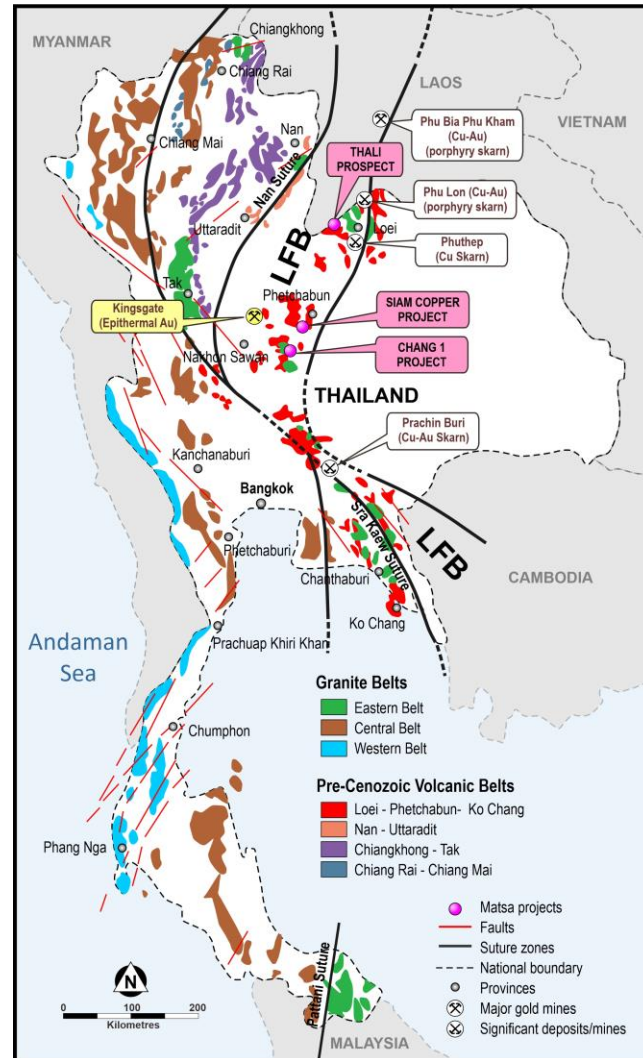 MYANMAR
Chiangkhong
Chiang Rai
LAOS
Phu Bia Phu Kham
(Cu-Au)
(porphyry skarn)
VIETNAM
Chiang Mai
Nan
THALI
PROSPECT
Nan Suture
Phu Lon (Cu-Au)
(porphyry skarn)
Uttaradit
LFB
Loei
Phuthep
(Cu Skarn)
Tak
Phetchabun
Kingsgate
(Epithermal Au)
SIAM COPPER
PROJECT
Nakhon Sawan
CHANG 1
PROJECT
THAILAND
Prachin Buri
(Cu-Au Skarn)
Kanchanaburi
Bangkok
Sra Kaew Suture
LFB
Phetchaburi
Chanthaburi
CAMBODIA
Ko Chang
Andaman
Sea
Prachuap Khiri Khan
Granite Belts
Eastern Belt
Central Belt
Western Belt
Chumphon
Pre-Cenozoic Volcanic Belts
Loei - Phetchabun- Ko Chang
Nan - Uttaradit
Chiangkhong - Tak
Chiang Rai - Chiang Mai
Phang Nga
Matsa projects
Faults
Suture zones
National boundary
Provinces
Major gold mines
Significant deposits/mines
N
0 100 200
Kilometres
Pattani Suture
MALAYSIA